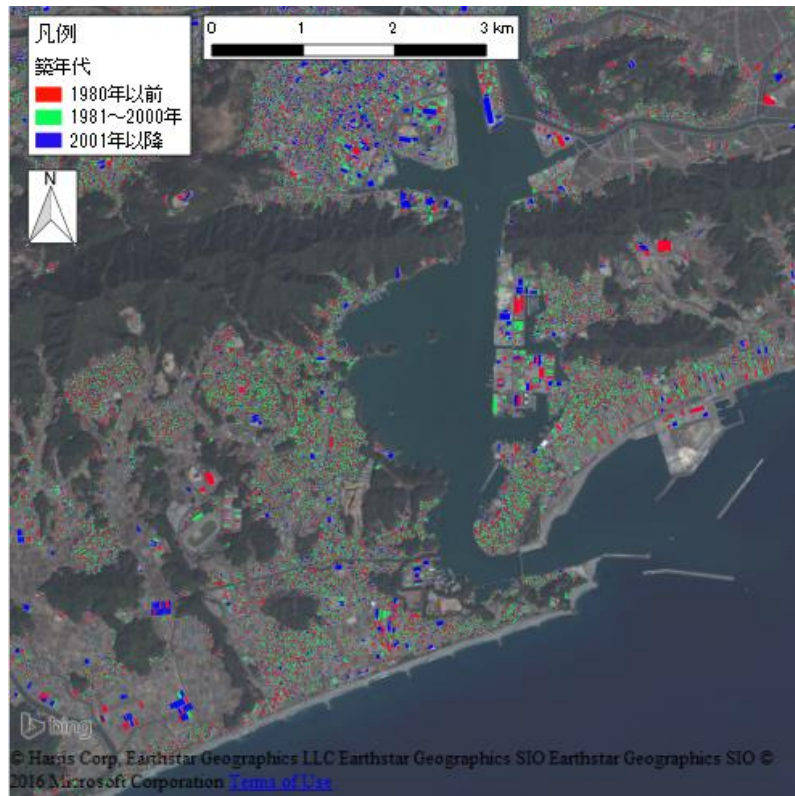 凡例
築年代
1980年以前
1981～2000年
2001年以降
0 1 2 3 km
N
bing
© Harris Corp, Earthstar Geographics LLC Earthstar Geographics SIO Earthstar Geographics SIO ©
2016 Microsoft Corporation Terms of Use